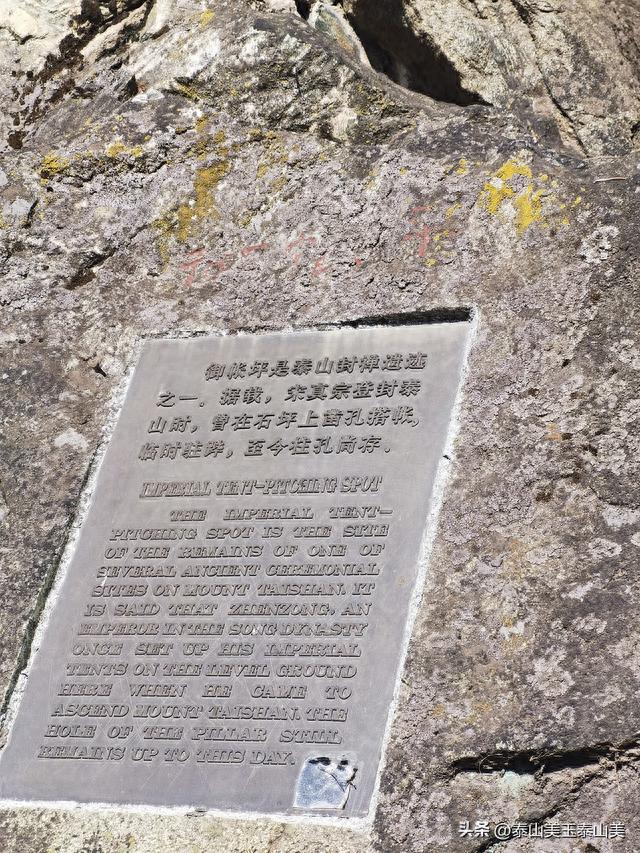 御帐坪是泰山封禅遗迹
之一。据载，宋真宗登封泰
山时，曾在石坪上凿孔搭帐，
临时驻跸，至今柱孔尚存。
IMPERIAL TENT-PITCHING SPOT
THE IMPERIAL TENT-
PITCHING SPOT IS THE SITE
OF THE REMAINS OF ONE OF
SEVERAL ANCIENT CEREMONIAL
SITES ON MOUNT TAISHAN. IT
IS SAID THAT ZHENZONG, AN
EMPEROR IN THE SONG DYNASTY
ONCE SET UP HIS IMPERIAL
TENTS ON THE LEVEL GROUND
HERE WHEN HE CAME TO
ASCEND MOUNT TAISHAN. THE
HOLE OF THE PILLAR STILL
REMAINS UP TO THIS DAY.
头条 @泰山美玉泰山美